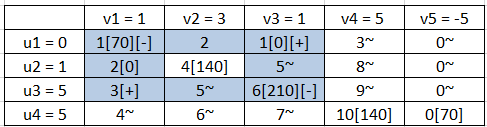 v1 = 1 v2 = 3 v3 = 1 v4 = 5 v5 = -5
u1 = 0 1[70][-] 2 1[0][+] 3~ 0~
u2 = 1 2[0] 4[140] 5~ 8~ 0~
u3 = 5 3[+] 5~ 6[210][-] 9~ 0~
u4 = 5 4~ 6~ 7~ 10[140] 0[70]